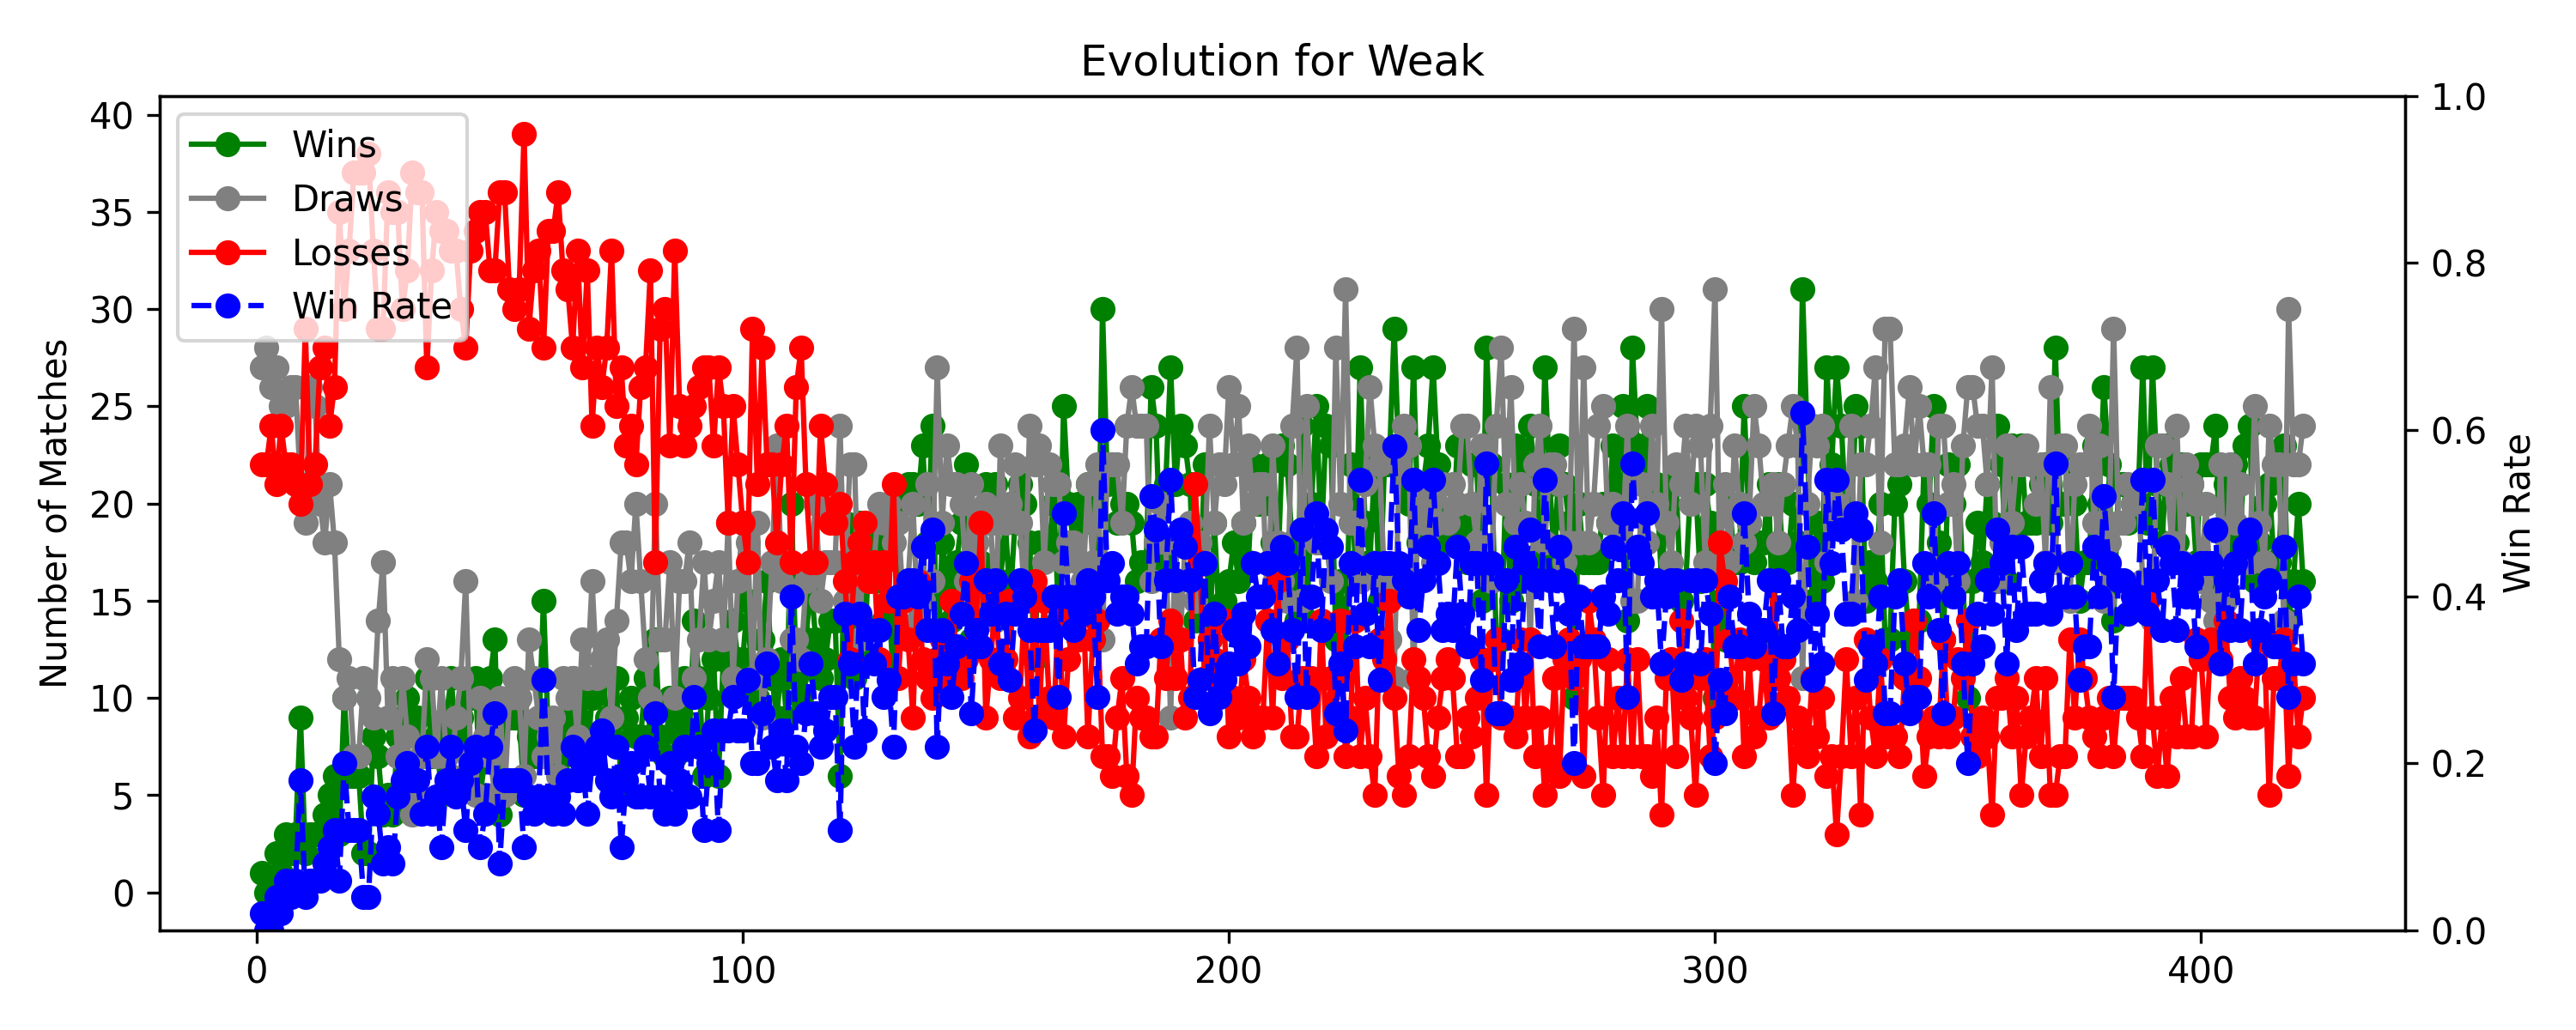 Evolution for Weak
Number of Matches
40
35
30
25
20
15
10
5
0
Wins
Draws
Losses
Win Rate
1.0
0.8
0.6
0.4
0.2
0.0
Win Rate
0 100 200 300 400